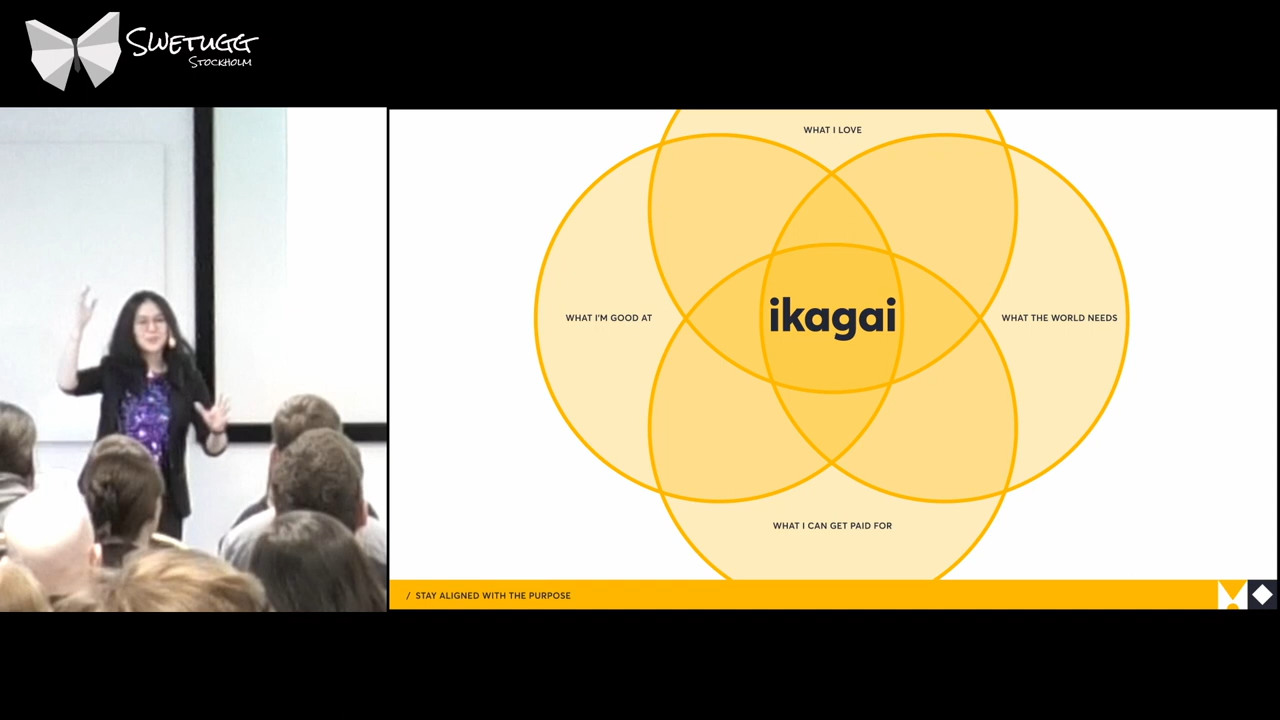 SWETUGG
STOCKHOLM
WHAT I LOVE
WHAT I'M GOOD AT
ikagai
WHAT THE WORLD NEEDS
WHAT I CAN GET PAID FOR
/ STAY ALIGNED WITH THE PURPOSE